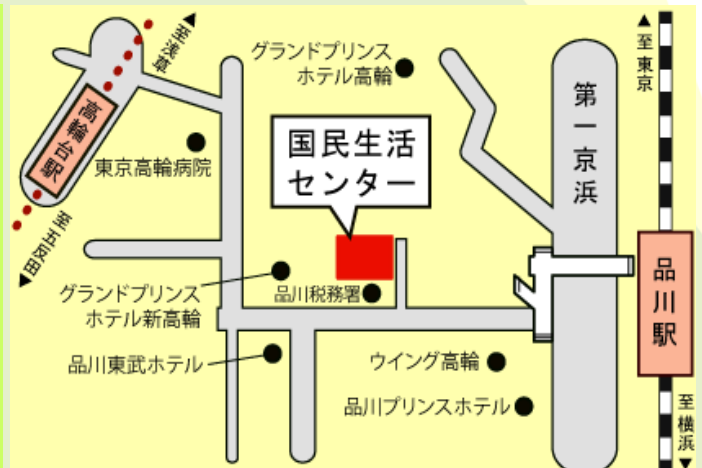 至浅草
高輪台駅
至五反田
東京高輪病院
グランドプリンス
ホテル高輪
国民生活
センター
第一京浜
至東京
品川駅
至横浜
グランドプリンス
ホテル新高輪
品川税務署
品川東武ホテル
ウイング高輪
品川プリンスホテル